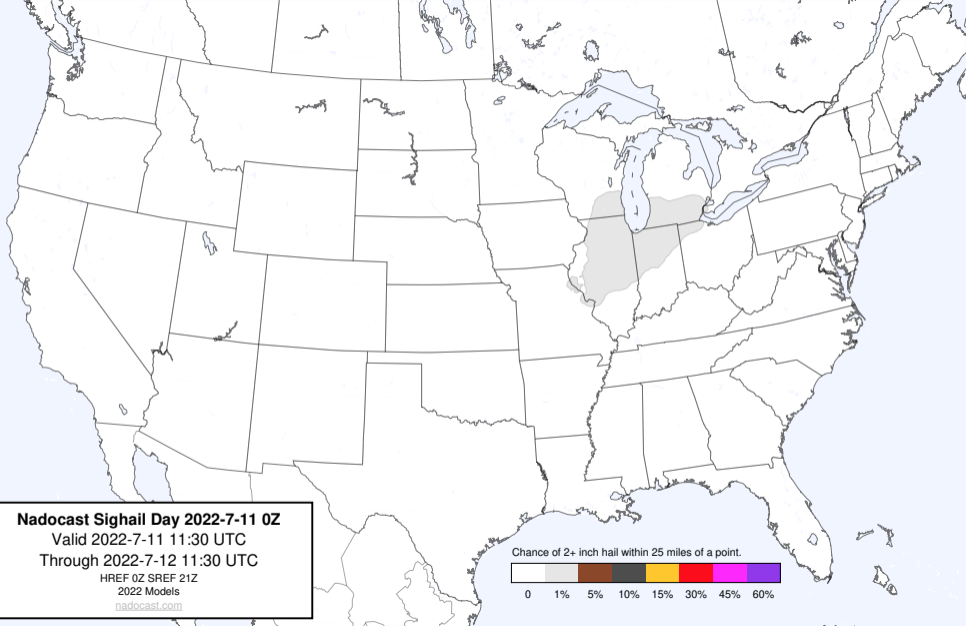 Nadocast Sighail Day 2022-7-11 0Z
Valid 2022-7-11 11:30 UTC
Through 2022-7-12 11:30 UTC
HREF 0Z SREF 21Z
2022 Models
nadocast.com
Chance of 2+ inch hail within 25 miles of a point.
0 1% 5% 10% 15% 30% 45% 60%